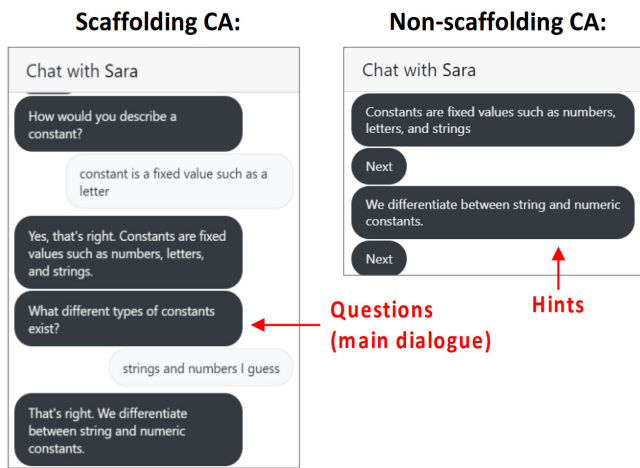 Scaffolding CA:
Chat with Sara
How would you describe a
constant?
constant is a fixed value such as a
letter
Yes, that's right. Constants are fixed
values such as numbers, letters,
and strings.
What different types of constants
exist?
strings and numbers I guess
That's right. We differentiate
between string and numeric
constants.
Questions
(main dialogue)
Non-scaffolding CA:
Chat with Sara
Constants are fixed values such as numbers,
letters, and strings
Next
We differentiate between string and numeric
constants.
Next
Hints